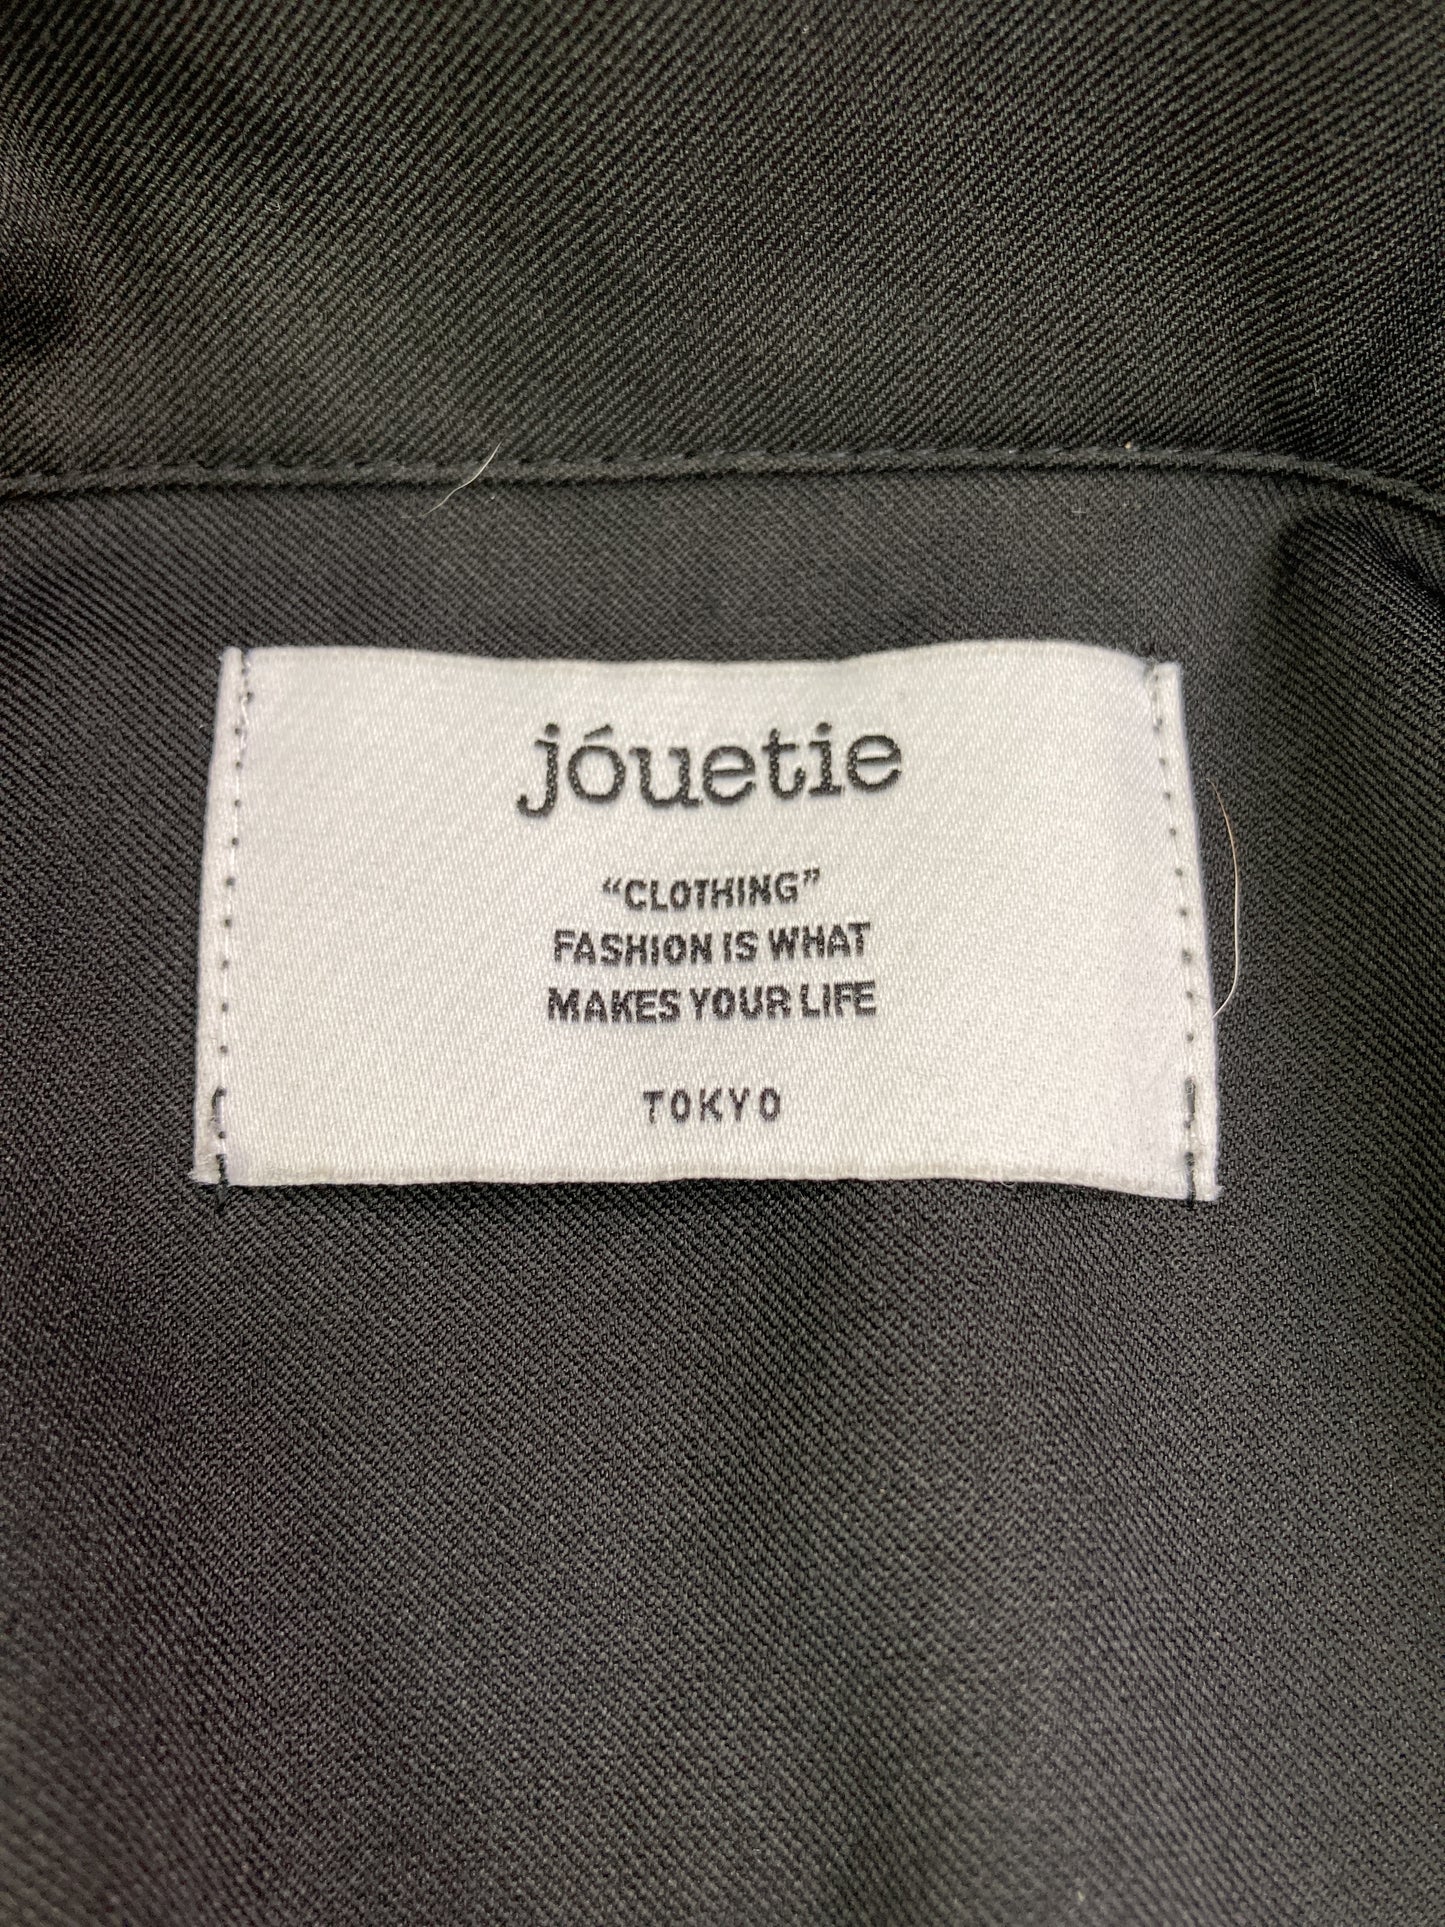 jóuetie
“CLOTHING”
FASHION IS WHAT
MAKES YOUR LIFE
TOKYO